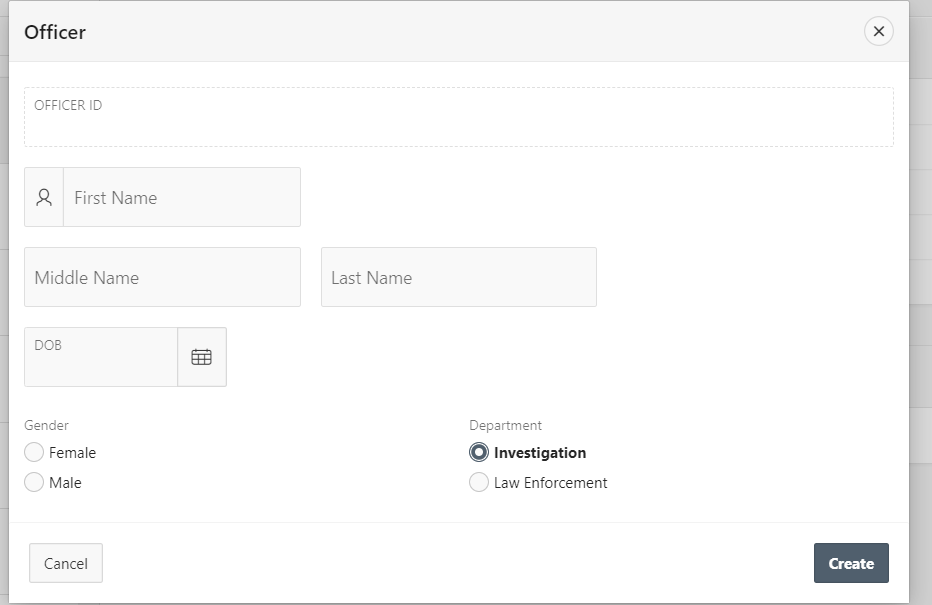 Officer
OFFICER ID
First Name
Middle Name Last Name
DOB
Gender Department
Female Investigation
Male Law Enforcement
Cancel Create